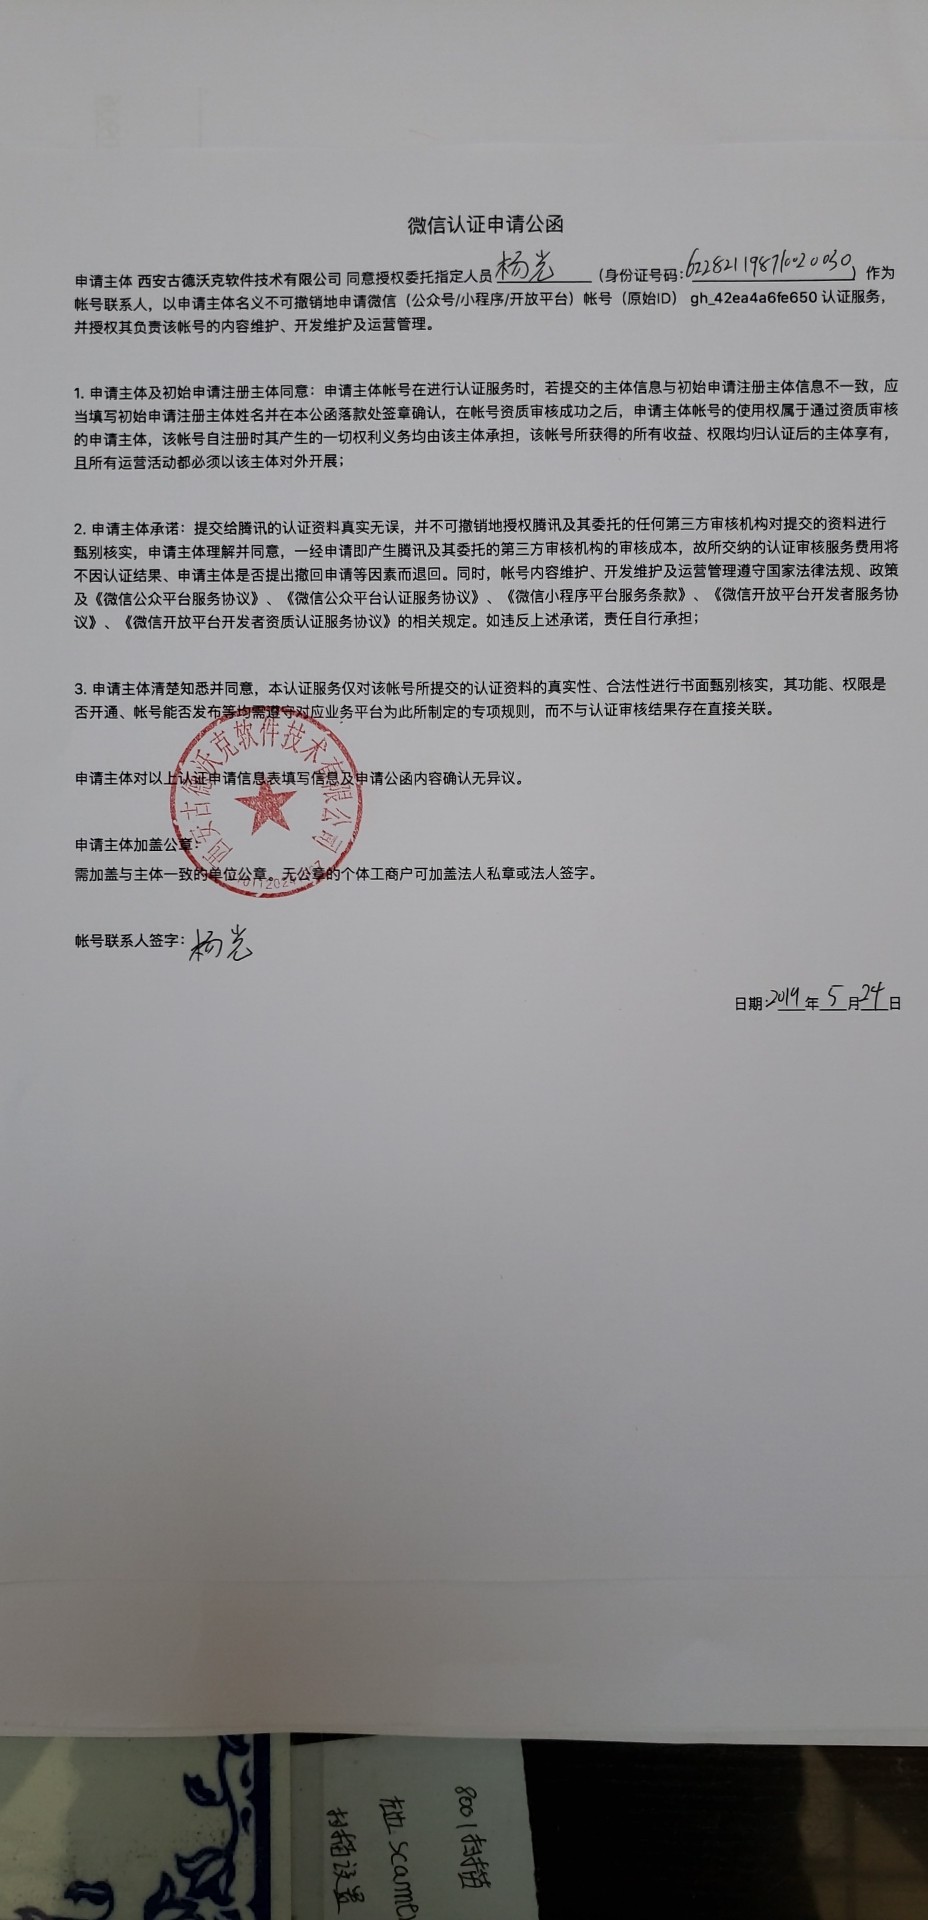 微信认证申请公函
申请主体 西安古德沃克软件技术有限公司 同意授权委托指定人员 杨光 （身份证号码：622821198710020030）作为
帐号联系人，以申请主体名义不可撤销地申请微信（公众号/小程序/开放平台）帐号（原始ID） gh_42ea4a6fe650 认证服务，
并授权其负责该帐号的内容维护、开发维护及运营管理。
1. 申请主体及初始申请注册主体同意：申请主体帐号在进行认证服务时，若提交的主体信息与初始申请注册主体信息不一致，应
当填写初始申请注册主体姓名并在本公函落款处签章确认，在帐号资质审核成功之后，申请主体帐号的使用权属于通过资质审核
的申请主体，该帐号自注册时其产生的一切权利义务均由该主体承担，该帐号所获得的所有收益、权限均归认证后的主体享有，
且所有运营活动都必须以该主体对外开展；
2. 申请主体承诺：提交给腾讯的认证资料真实无误，并不可撤销地授权腾讯及其委托的任何第三方审核机构对提交的资料进行
甄别核实，申请主体理解并同意，一经申请即产生腾讯及其委托的第三方审核机构的审核成本，故所交纳的认证审核服务费用将
不因认证结果、申请主体是否提出撤回申请等因素而退回。同时，帐号内容维护、开发维护及运营管理遵守国家法律法规、政策
及《微信公众平台服务协议》、《微信公众平台认证服务协议》、《微信小程序平台服务条款》、《微信开放平台开发者服务协
议》、《微信开放平台开发者资质认证服务协议》的相关规定。如违反上述承诺，责任自行承担；
3. 申请主体清楚知悉并同意，本认证服务仅对该帐号所提交的认证资料的真实性、合法性进行书面甄别核实，其功能、权限是
否开通、帐号能否发布等均需遵守对应业务平台为此所制定的专项规则，而不与认证审核结果存在直接关联。
申请主体对以上认证申请信息表填写信息及申请公函内容确认无异议。
西安古德沃克软件技术有限公司
申请主体加盖公章：
需加盖与主体一致的单位公章。无公章的个体工商户可加盖法人私章或法人签字。
帐号联系人签字：杨光
日期：2019 年 5 月 24 日
8001扫描
扫描设置